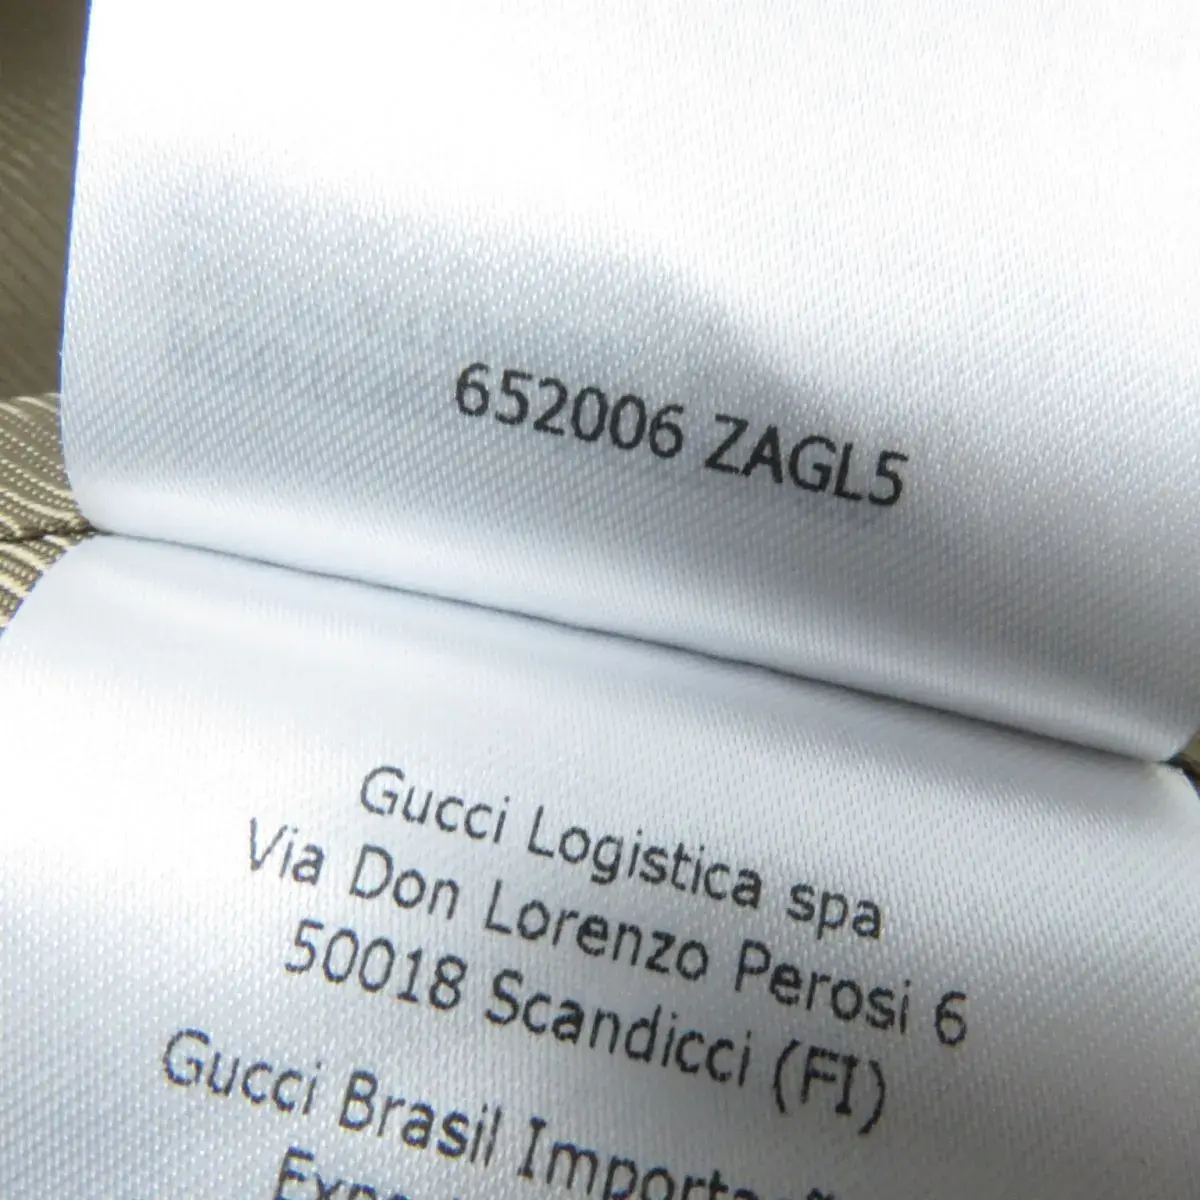 652006 ZAGL5
Gucci Logistica spa
Via Don Lorenzo Perosi 6
50018 Scandicci (FI)
Gucci Brasil